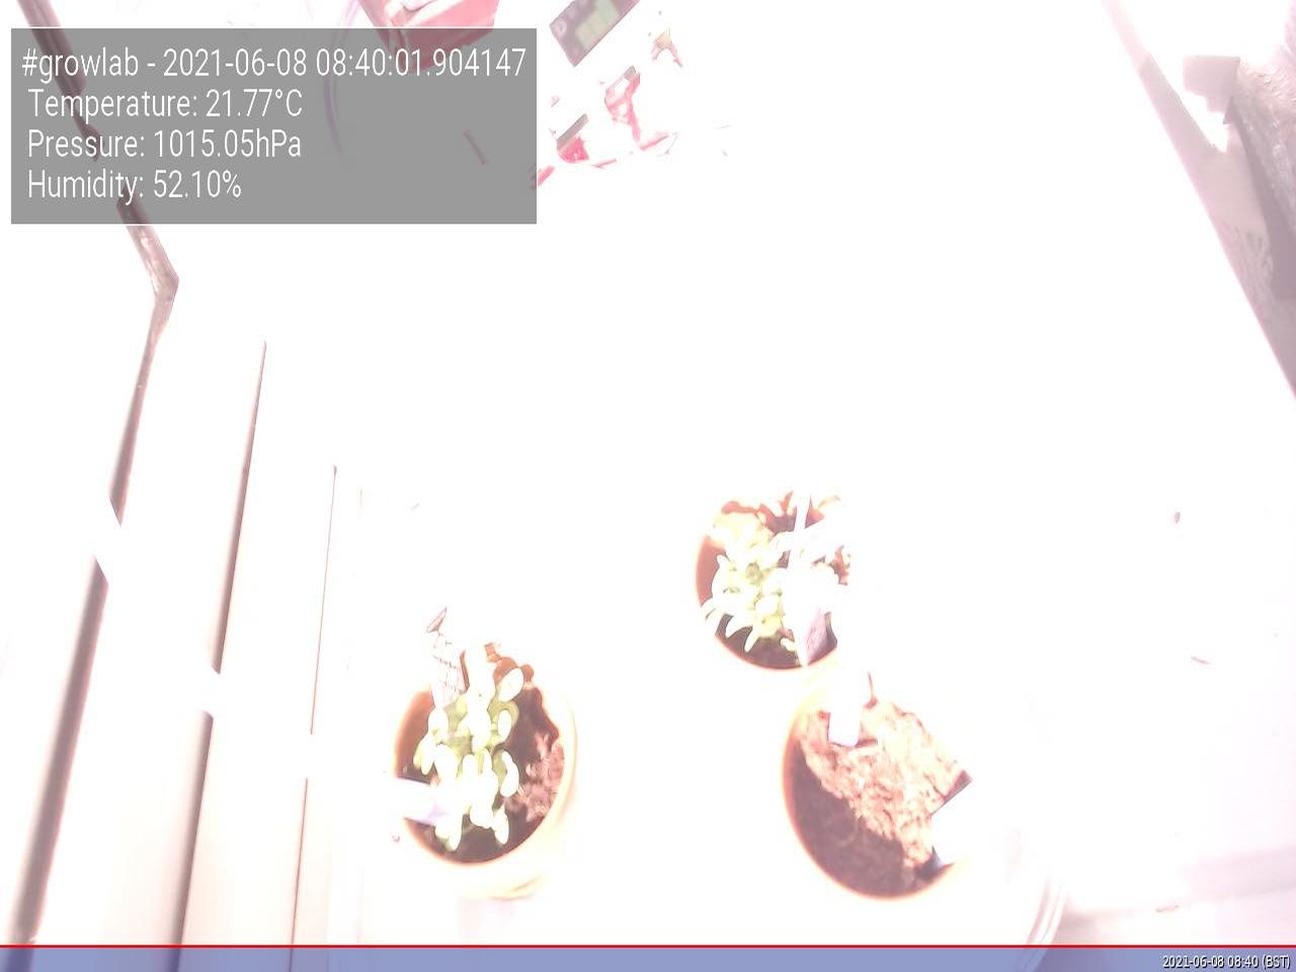 #growlab - 2021-06-08 08:40:01.904147
Temperature: 21.77°C
Pressure: 1015.05hPa
Humidity: 52.10%
2021-06-08 08:40 (BST)